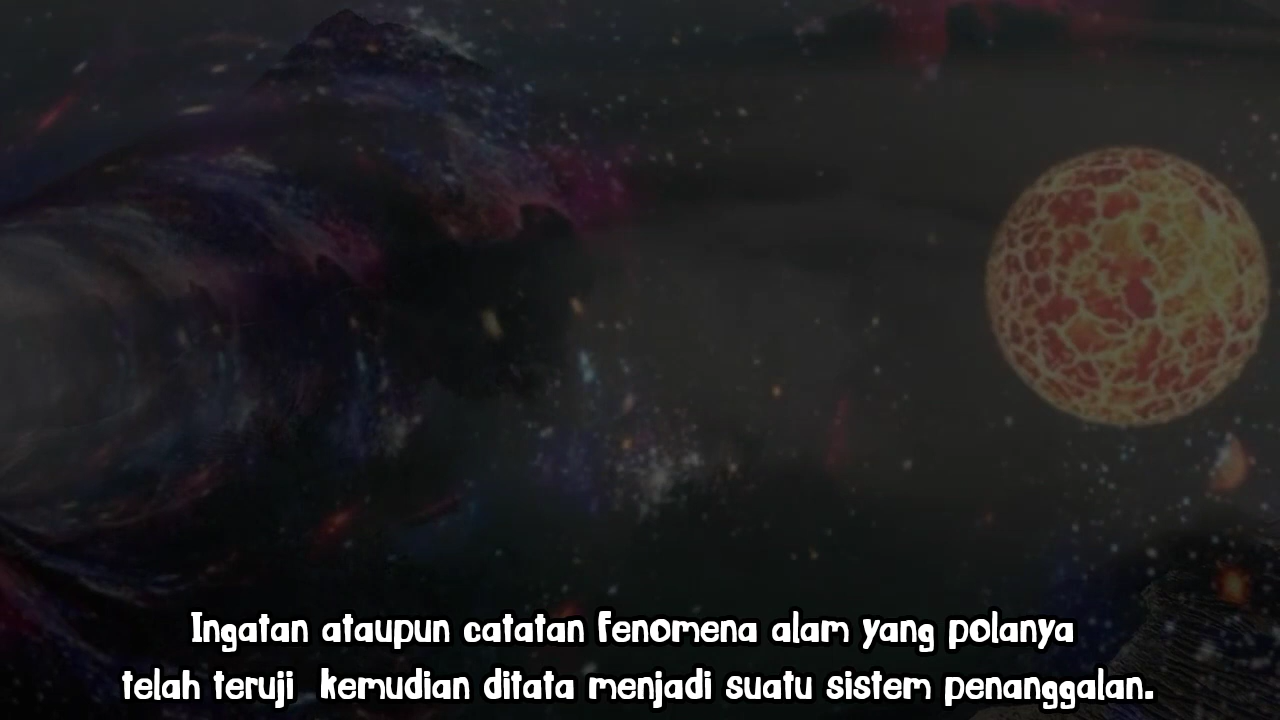 Ingatan ataupun catatan fenomena alam yang polanya
telah teruji kemudian ditata menjadi suatu sistem penanggalan.